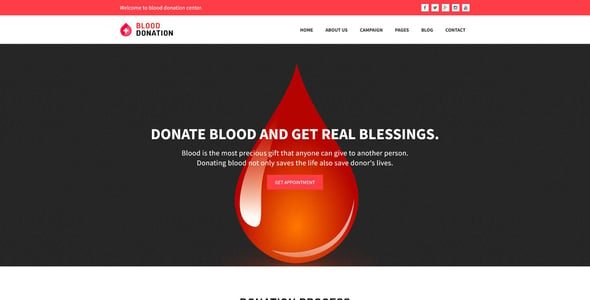 Welcome to blood donation center.
BLOOD
DONATION
HOME ABOUT US CAMPAIGN PAGES BLOG CONTACT
DONATE BLOOD AND GET REAL BLESSINGS.
Blood is the most precious gift that anyone can give to another person.
Donating blood not only saves the life also save donor's lives.
GET APPOINTMENT
DONATION PROCESS